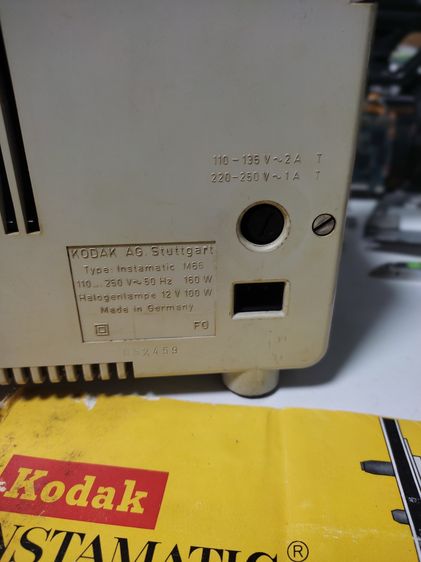 110-135 V~2 A T
220-250 V~1 A T
KODAK AG. Stuttgart
Type: Instamatic M66
110....250 V~50 Hz 160 W
Halogenlampe 12 V 100 W
Made in Germany
FO
2459
Kodak
INSTAMATIC®